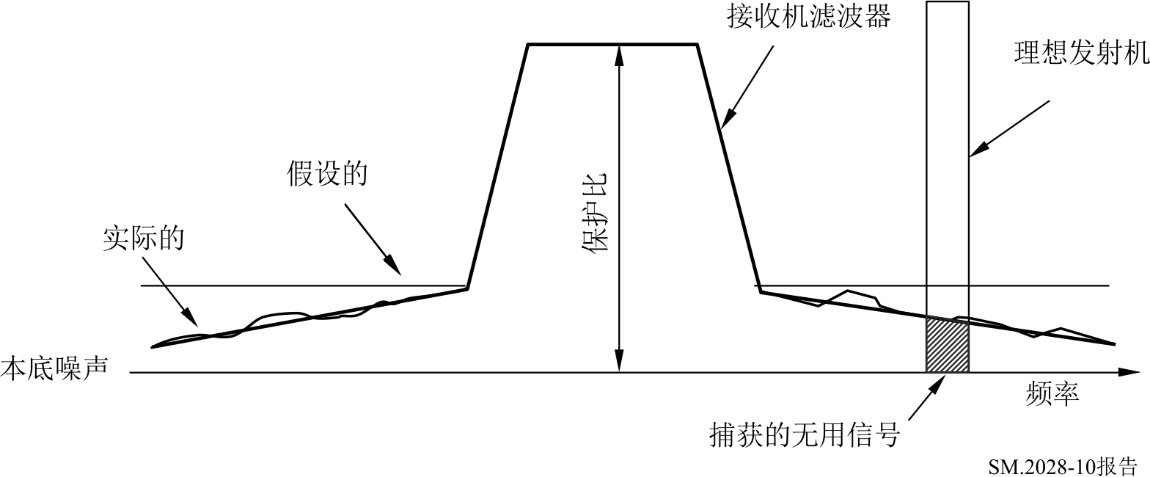 接收机滤波器
理想发射机
假设的
保护比
实际的
本底噪声
频率
捕获的无用信号
SM.2028-10报告